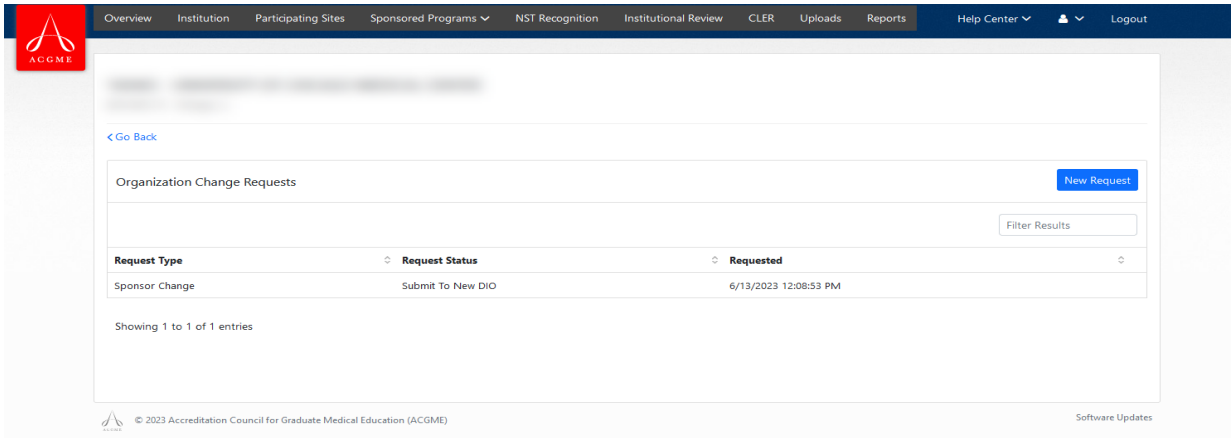 Overview Institution Participating Sites Sponsored Programs NST Recognition Institutional Review CLER Uploads Reports Help Center Logout
ACGME
Go Back
Organization Change Requests New Request
Filter Results
Request Type Request Status Requested
Sponsor Change Submit To New DIO 6/13/2023 12:08:53 PM
Showing 1 to 1 of 1 entries
© 2023 Accreditation Council for Graduate Medical Education (ACGME) Software Updates